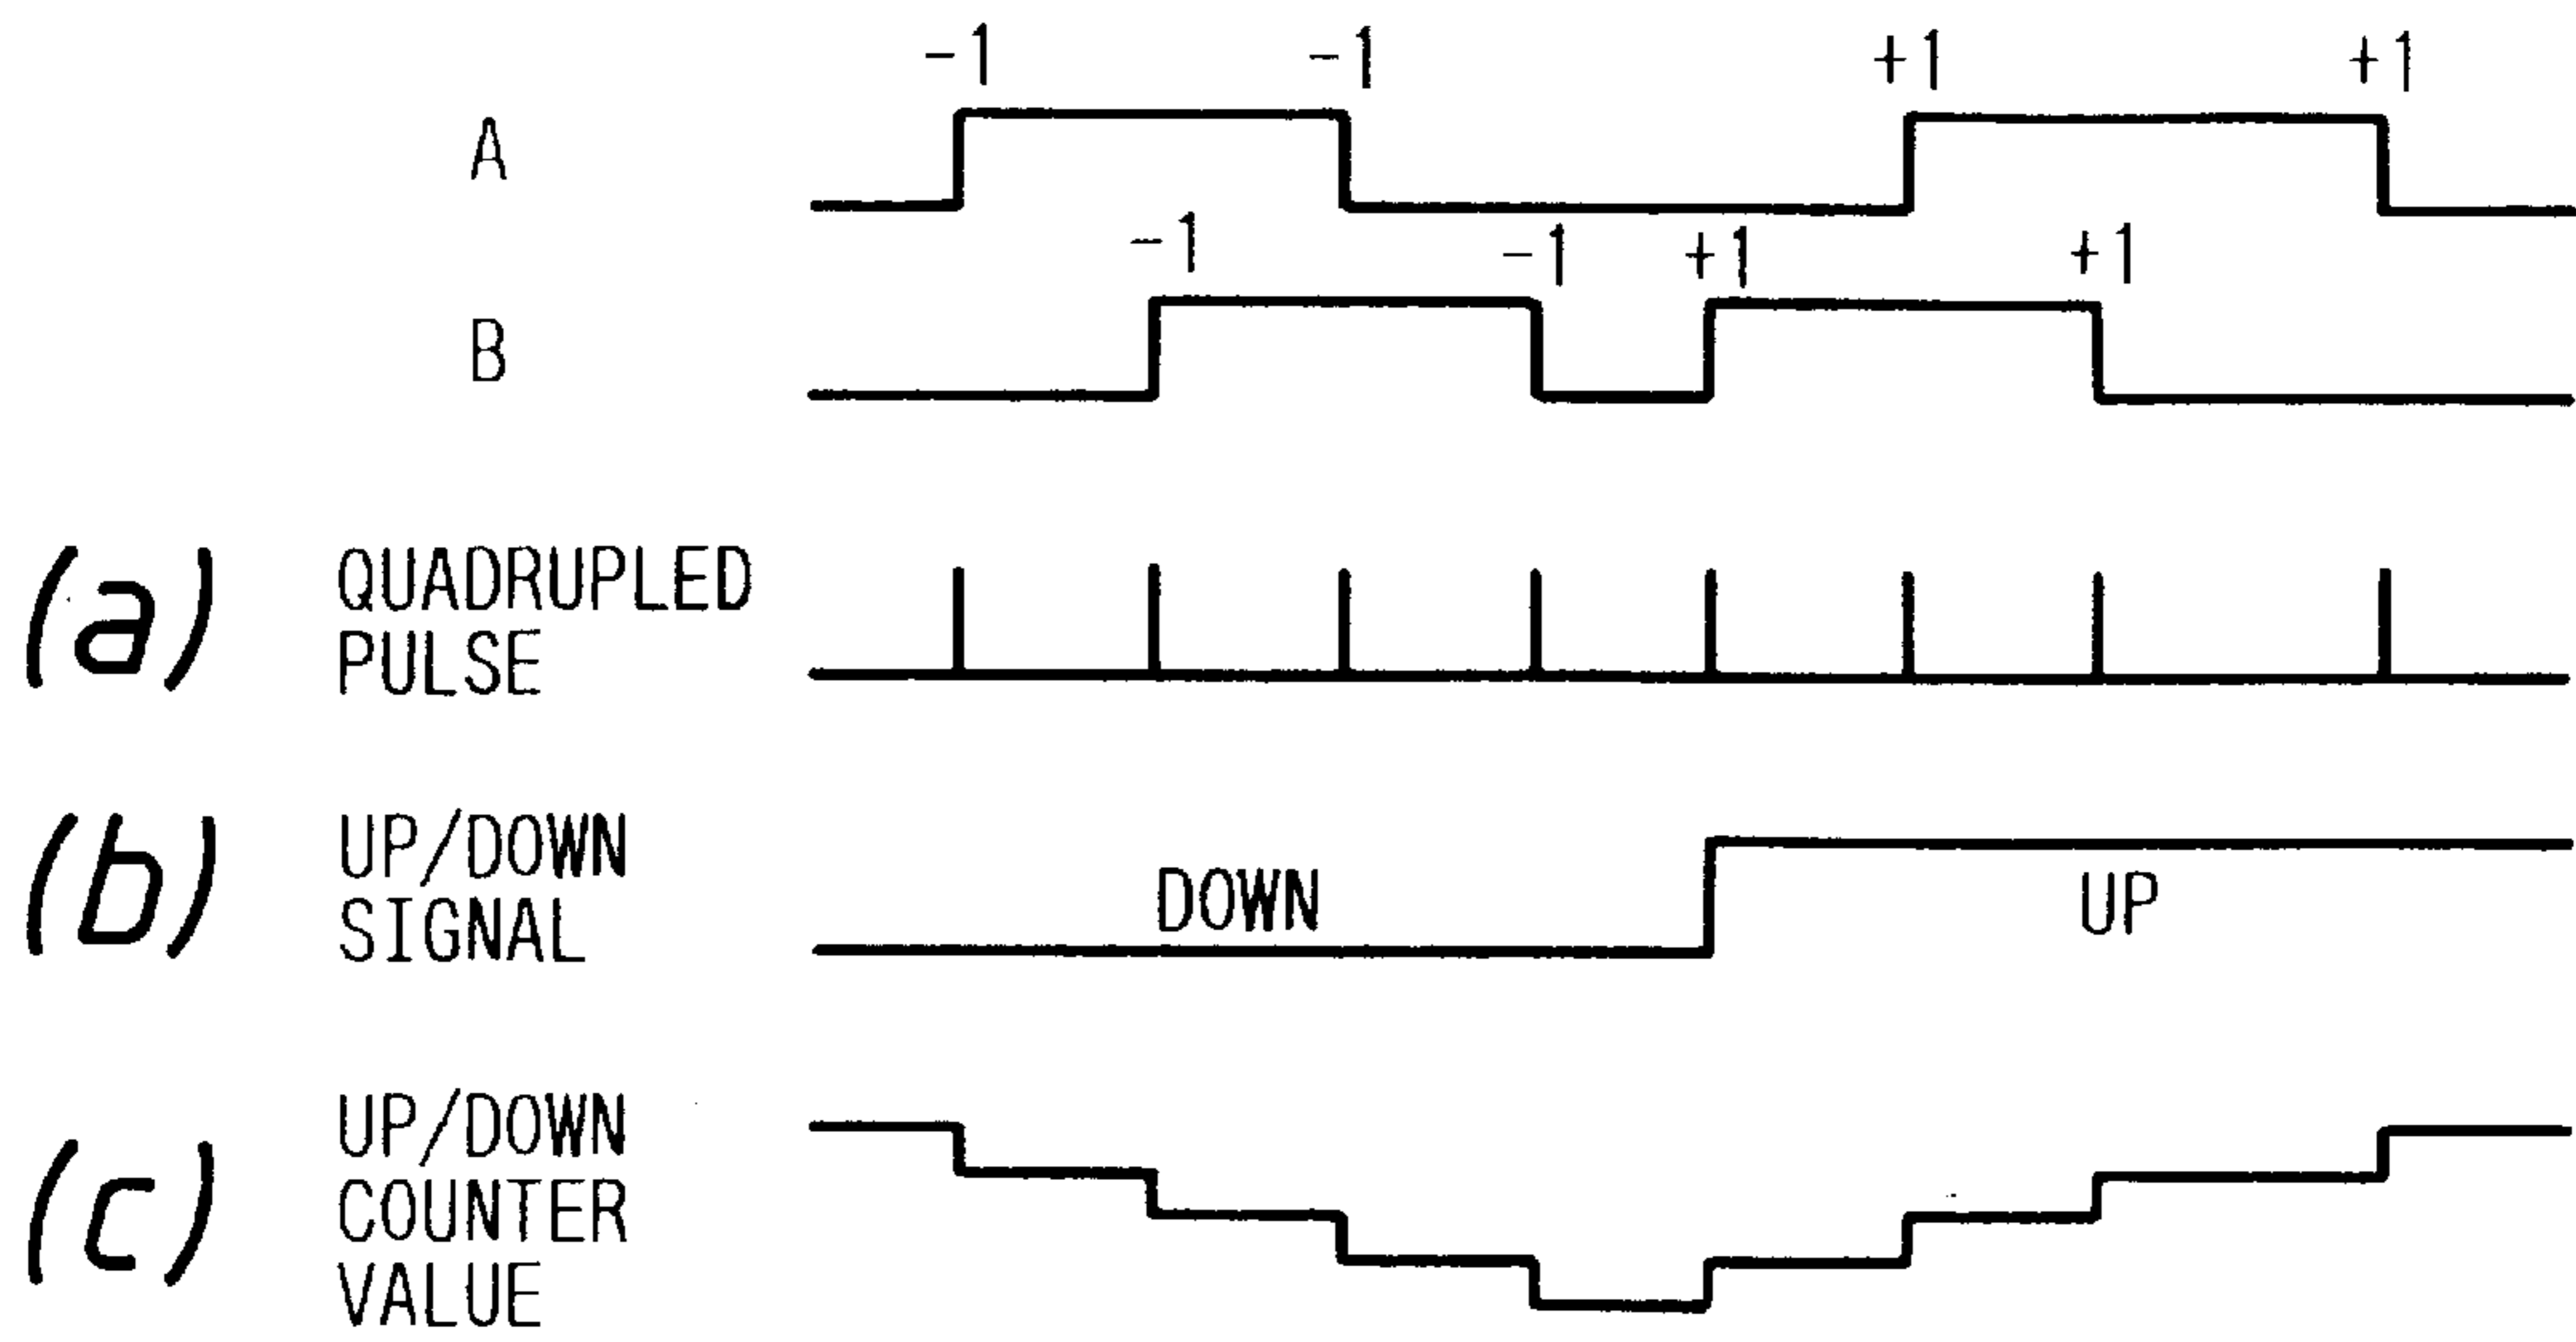 -1 -1 +1 +1
A
-1 -1 +1 +1
B
(a) QUADRUPLED
PULSE
(b) UP/DOWN
SIGNAL
DOWN UP
(c) UP/DOWN
COUNTER
VALUE